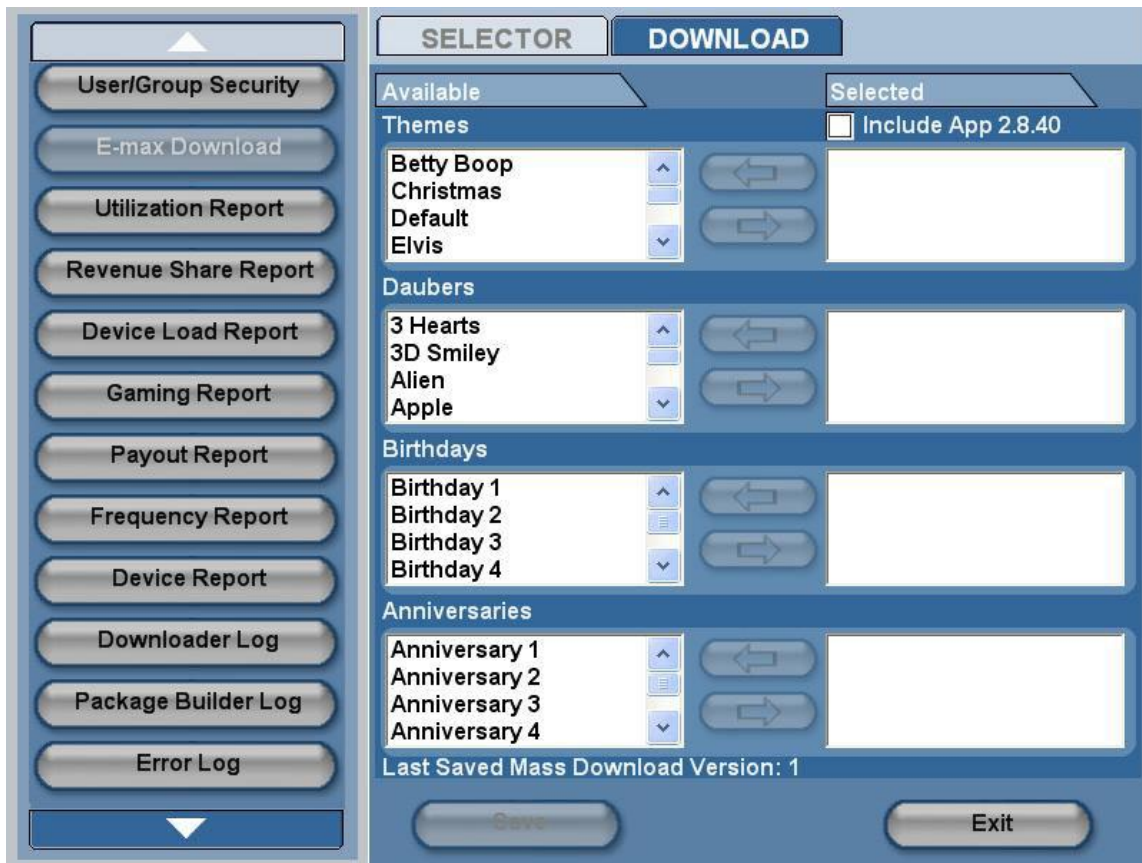 User/Group Security
E-max Download
Utilization Report
Revenue Share Report
Device Load Report
Gaming Report
Payout Report
Frequency Report
Device Report
Downloader Log
Package Builder Log
Error Log
SELECTOR
DOWNLOAD
Available
Selected
Themes
Include App 2.8.40
Betty Boop
Christmas
Default
Elvis
Daubers
3 Hearts
3D Smiley
Alien
Apple
Birthdays
Birthday 1
Birthday 2
Birthday 3
Birthday 4
Anniversaries
Anniversary 1
Anniversary 2
Anniversary 3
Anniversary 4
Last Saved Mass Download Version: 1
Save
Exit